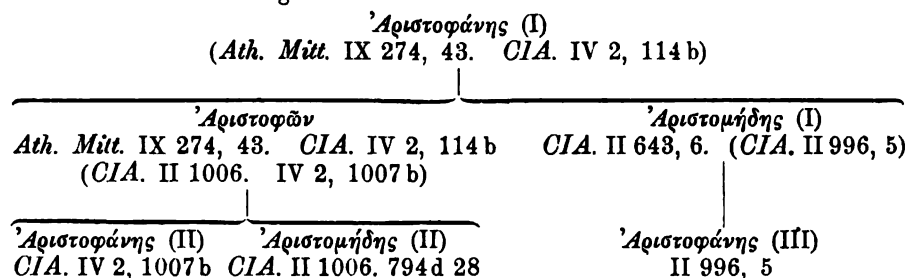 Ἀριστοφάνης (I)
(Ath. Mitt. IX 274, 43. CIA. IV 2, 114 b)
Ἀριστοφῶν Ἀριστομήδης (I)
Ath. Mitt. IX 274, 43. CIA. IV 2, 114 b CIA. II 643, 6. (CIA. II 996, 5)
(CIA. II 1006. IV 2, 1007 b)
Ἀριστοφάνης (II) Ἀριστομήδης (II) Ἀριστοφάνης (III)
CIA. IV 2, 1007 b CIA. II 1006. 794 d 28 II 996, 5